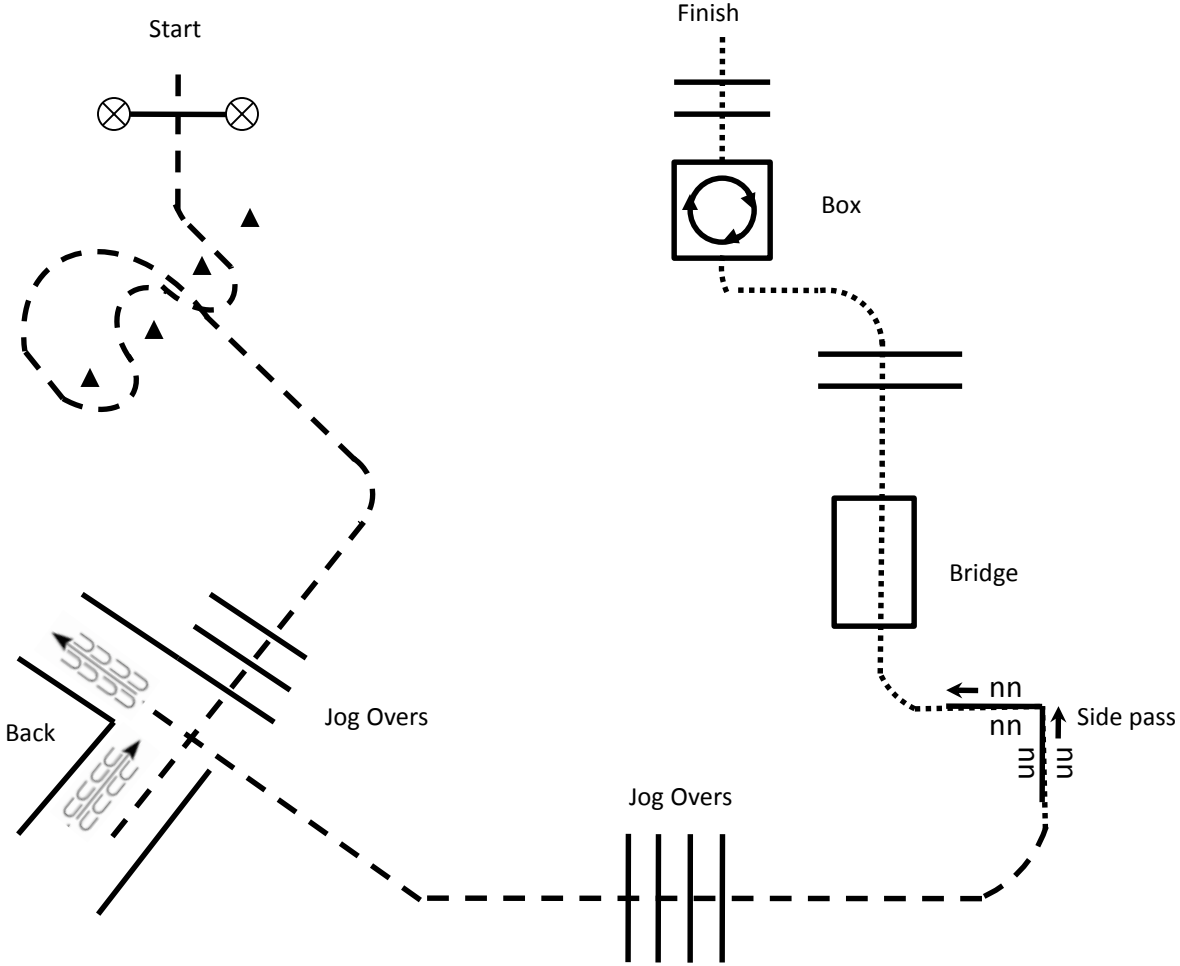 Start
Finish
Box
Bridge
nn
nn
nn
nn
Side pass
Jog Overs
Back
Jog Overs